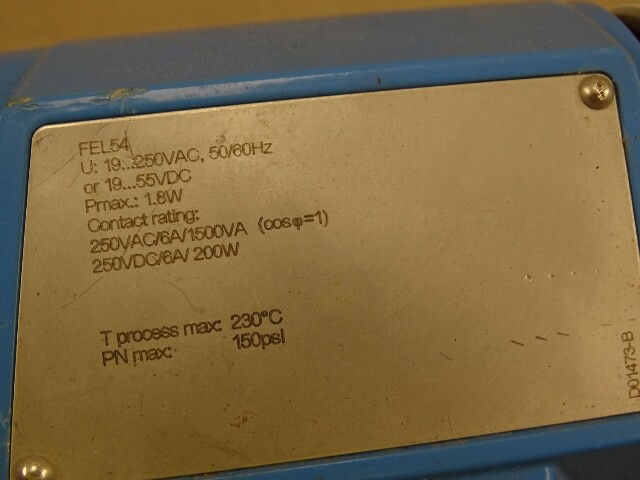 FEL54
U: 19...250VAC, 50/60Hz
or 19...55VDC
Pmax.: 1.8W
Contact rating:
250VAC/6A/1500VA (cosφ=1)
250VDC/6A/ 200W
T process max: 230°C
PN max: 150psi
D01473-B